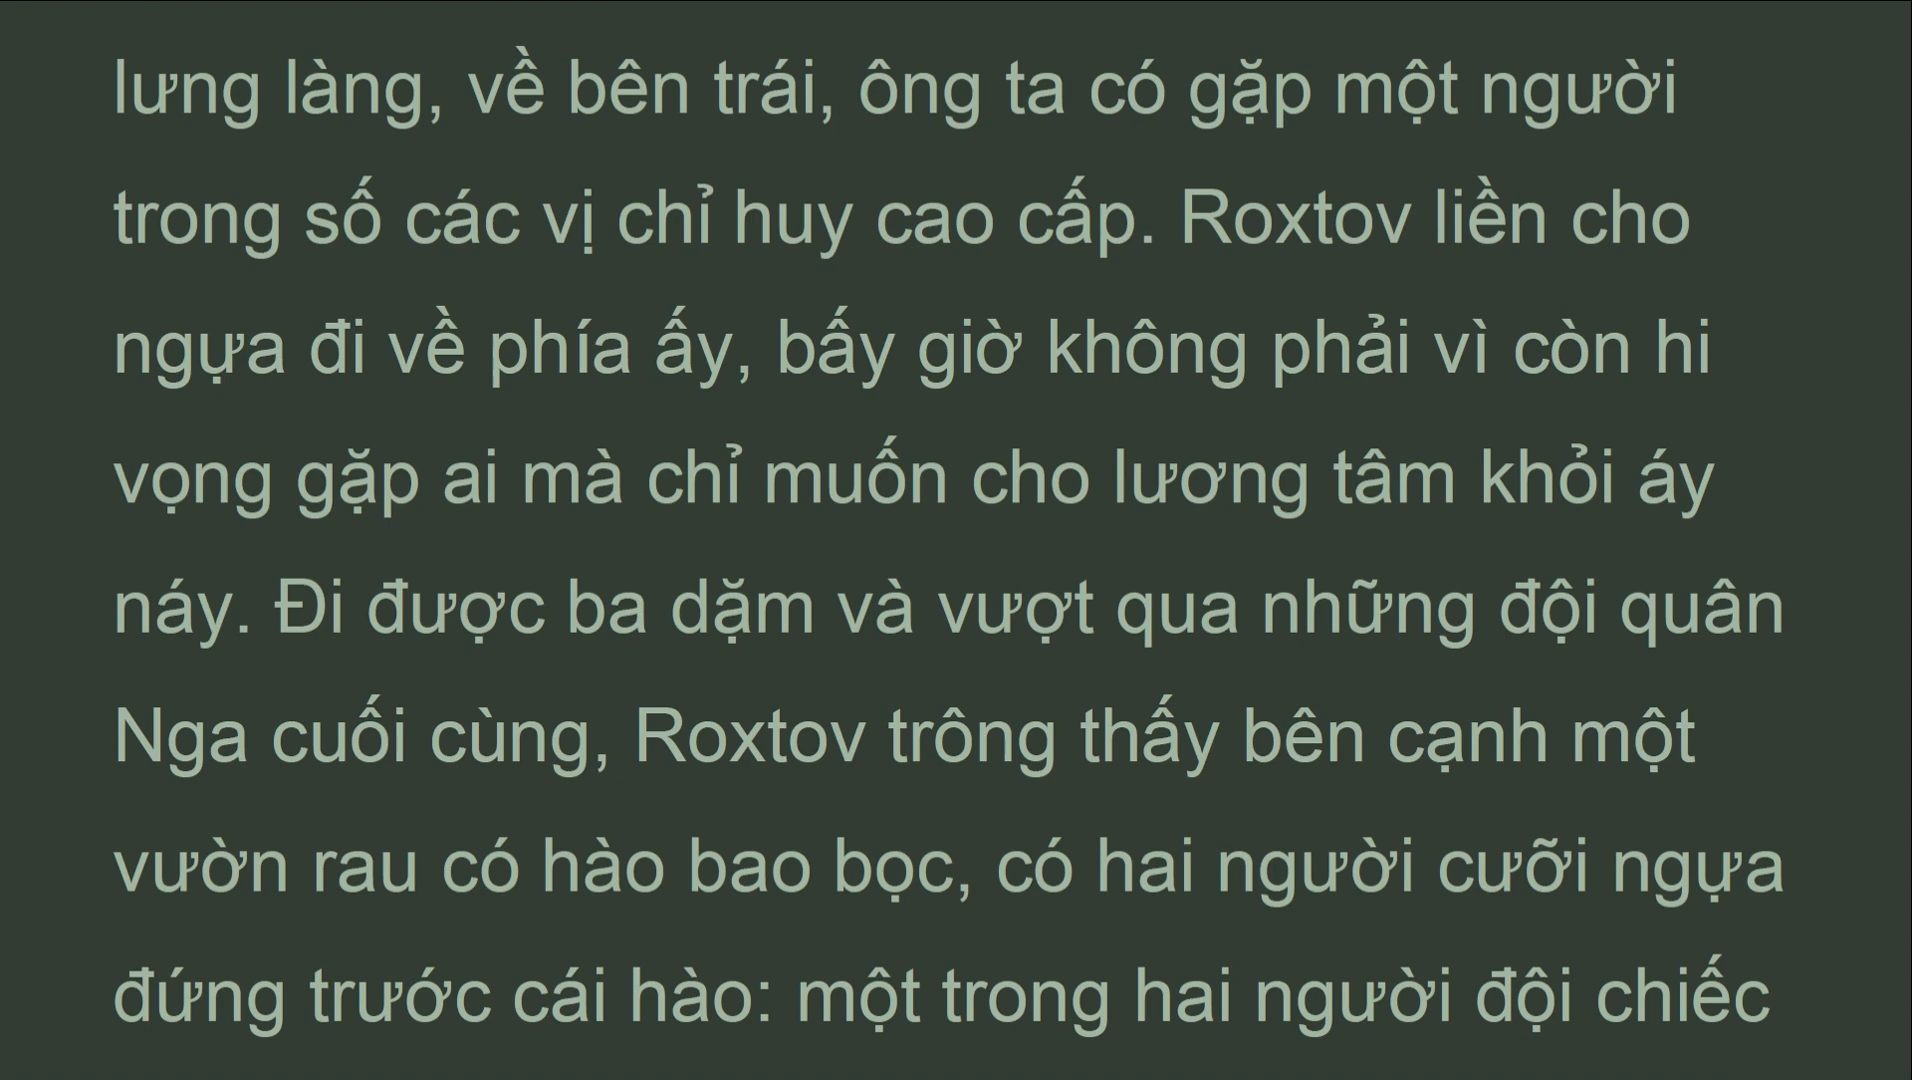 lưng làng, về bên trái, ông ta có gặp một người
trong số các vị chỉ huy cao cấp. Roxtov liền cho
ngựa đi về phía ấy, bấy giờ không phải vì còn hi
vọng gặp ai mà chỉ muốn cho lương tâm khỏi áy
náy. Đi được ba dặm và vượt qua những đội quân
Nga cuối cùng, Roxtov trông thấy bên cạnh một
vườn rau có hào bao bọc, có hai người cưỡi ngựa
đứng trước cái hào: một trong hai người đội chiếc